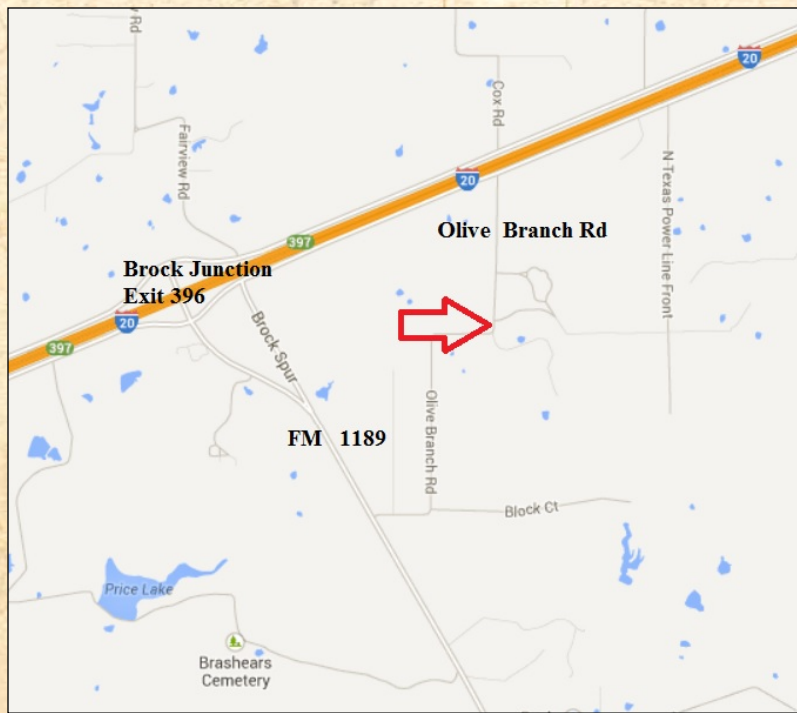 y Rd
20
Cox Rd
Fairview Rd
20
N Texas Power Line Front
Olive Branch Rd
397
Brock Junction
Exit 396
20
397
Brock Spur
Olive Branch Rd
FM 1189
Block Ct
Price Lake
Brashears
Cemetery